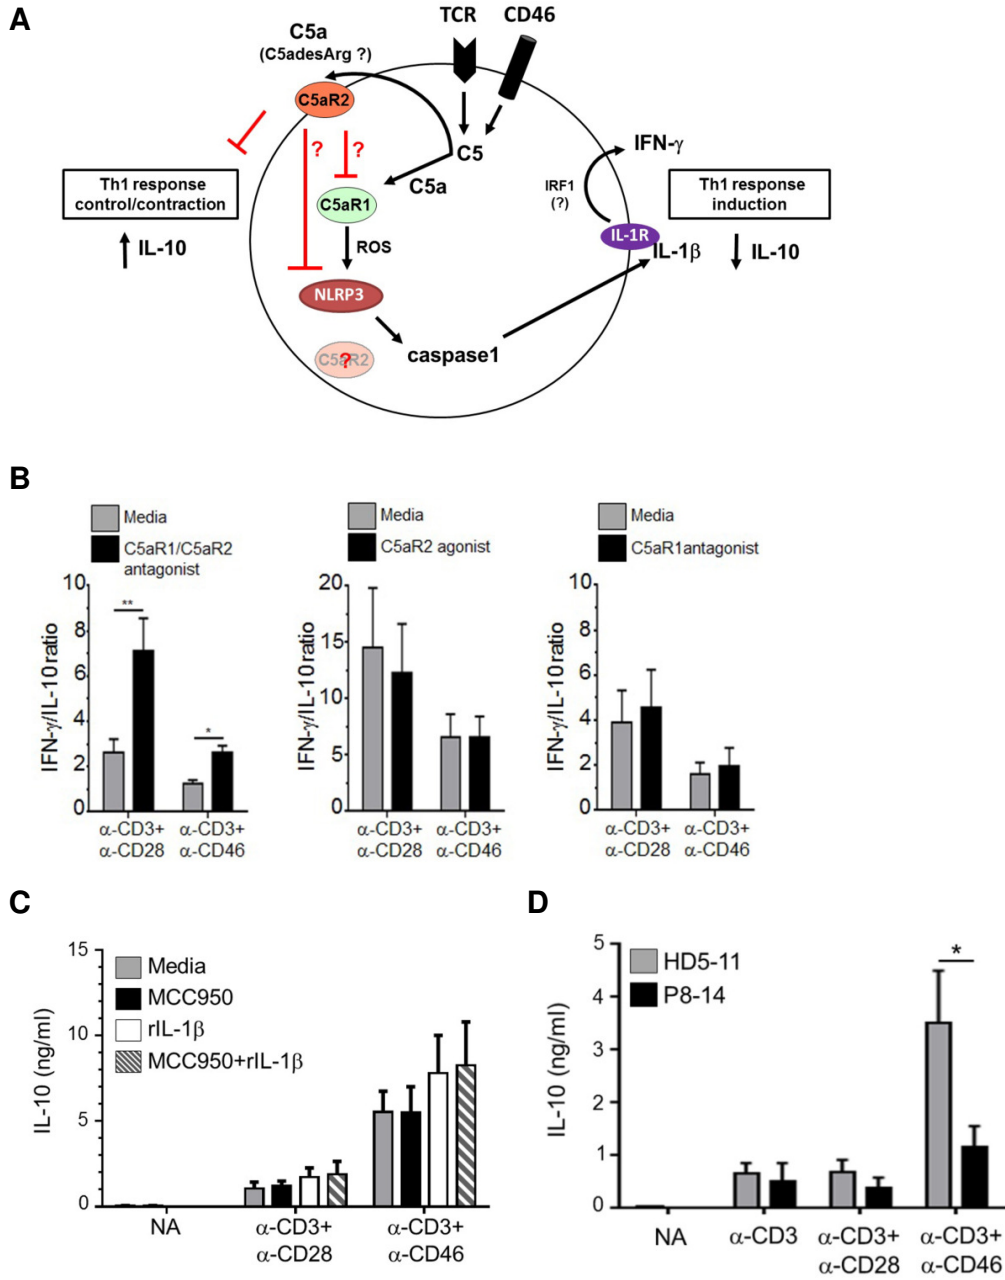 A
TCR
CD46
C5a
(C5adesArg ?)
C5aR2
?
?
C5
C5a
IFN-γ
IRF1
(?)
Th1 response
control/contraction
IL-10
C5aR1
ROS
NLRP3
C5aR2
?
caspase1
IL-1R
IL-1β
Th1 response
induction
IL-10
B
Media
C5aR1/C5aR2
antagonist
IFN-γ/IL-10 ratio
10
8
6
4
2
0
**
*
α-CD3+
α-CD28
α-CD3+
α-CD46
Media
C5aR2 agonist
IFN-γ/IL-10 ratio
20
15
10
5
0
α-CD3+
α-CD28
α-CD3+
α-CD46
Media
C5aR1antagonist
IFN-γ/IL-10 ratio
10
8
6
4
2
0
α-CD3+
α-CD28
α-CD3+
α-CD46
C
Media
MCC950
rIL-1β
MCC950+rIL-1β
IL-10 (ng/ml)
15
10
5
0
NA
α-CD3+
α-CD28
α-CD3+
α-CD46
D
HD5-11
P8-14
IL-10 (ng/ml)
5
4
3
2
1
0
*
NA
α-CD3
α-CD3+
α-CD28
α-CD3+
α-CD46